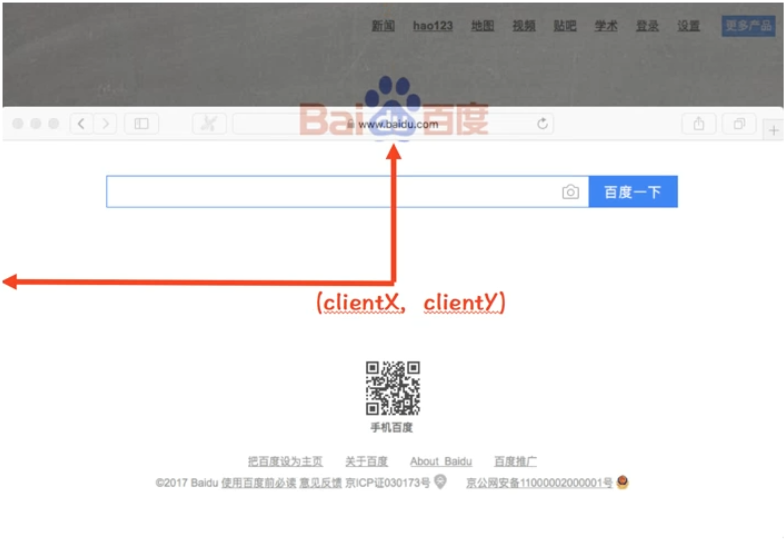 新闻 hao123 地图 视频 贴吧 学术 登录 设置 更多产品
Bai du 百度
www.baidu.com
百度一下
(clientX, clientY)
手机百度
把百度设为主页 关于百度 About Baidu 百度推广
©2017 Baidu 使用百度前必读 意见反馈 京ICP证030173号 京公网安备11000002000001号